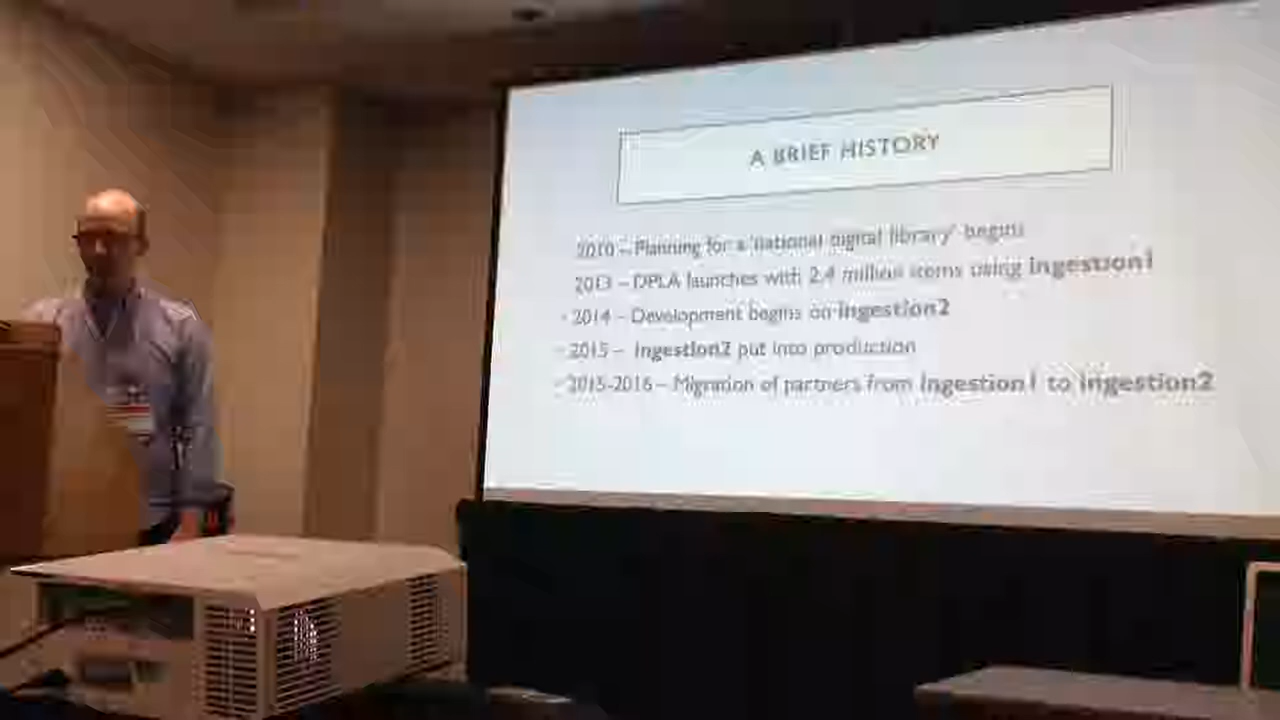 A BRIEF HISTORY
2010 – Planning for a 'national digital library' begins
2013 – DPLA launches with 2.4 million items using ingestion1
2014 – Development begins on ingestion2
2015 – ingestion2 put into production
2015-2016 – Migration of partners from ingestion1 to ingestion2